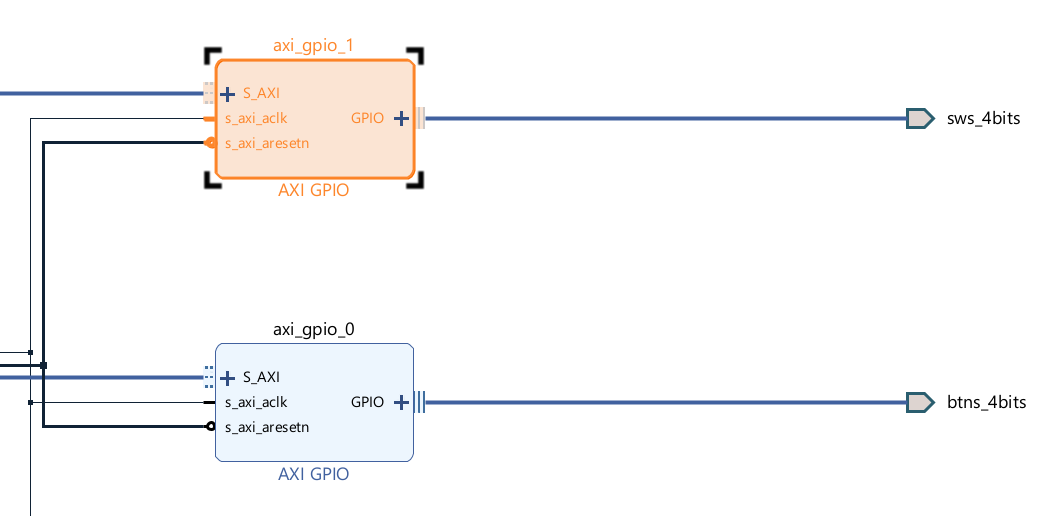 axi_gpio_1
S_AXI
s_axi_aclk
GPIO
s_axi_aresetn
AXI GPIO
sws_4bits
axi_gpio_0
S_AXI
s_axi_aclk
GPIO
s_axi_aresetn
AXI GPIO
btns_4bits